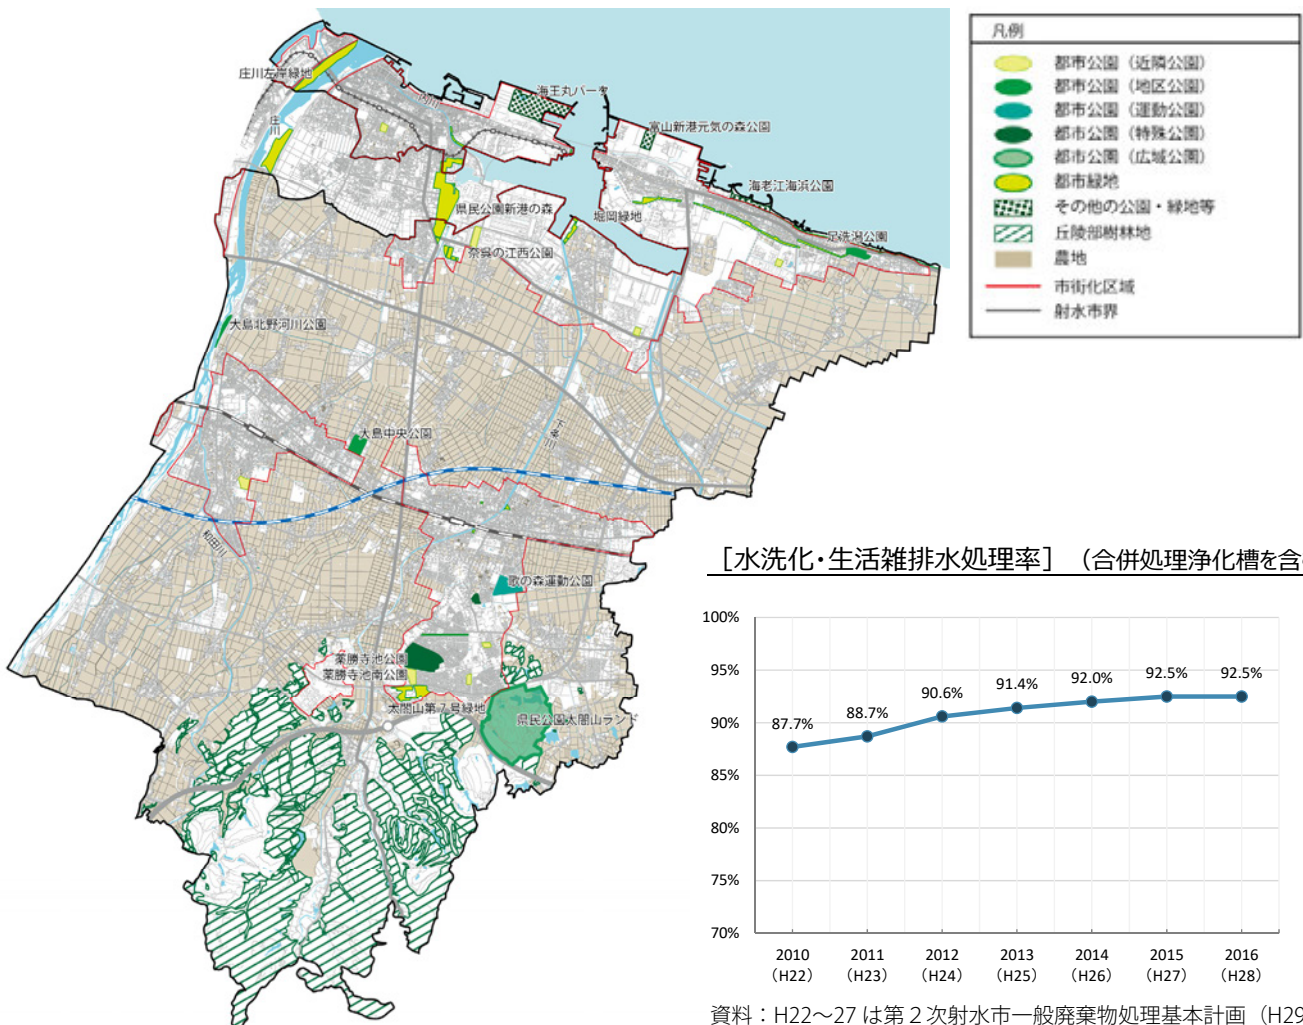 凡例
都市公園（近隣公園）
都市公園（地区公園）
都市公園（運動公園）
都市公園（特殊公園）
都市公園（広域公園）
都市緑地
その他の公園・緑地等
丘陵部樹林地
農地
市街化区域
射水市界
庄川左岸緑地
海王丸パーク
内川
富山新港元気の森公園
庄川
海老江海浜公園
県民公園新港の森
堀岡緑地
足洗潟公園
奈呉の江西公園
大島北野河川公園
大島中央公園
下条川
和田川
歌の森運動公園
薬勝寺池公園
薬勝寺池南公園
太閤山第７号緑地
県民公園太閤山ランド
［水洗化・生活雑排水処理率］（合併処理浄化槽を含
100%
95%
90%
85%
80%
75%
70%
87.7%
88.7%
90.6%
91.4%
92.0%
92.5%
92.5%
2010 2011 2012 2013 2014 2015 2016
（H22） （H23） （H24） （H25） （H26） （H27） （H28）
資料：H22～27 は第２次射水市一般廃棄物処理基本計画（H29